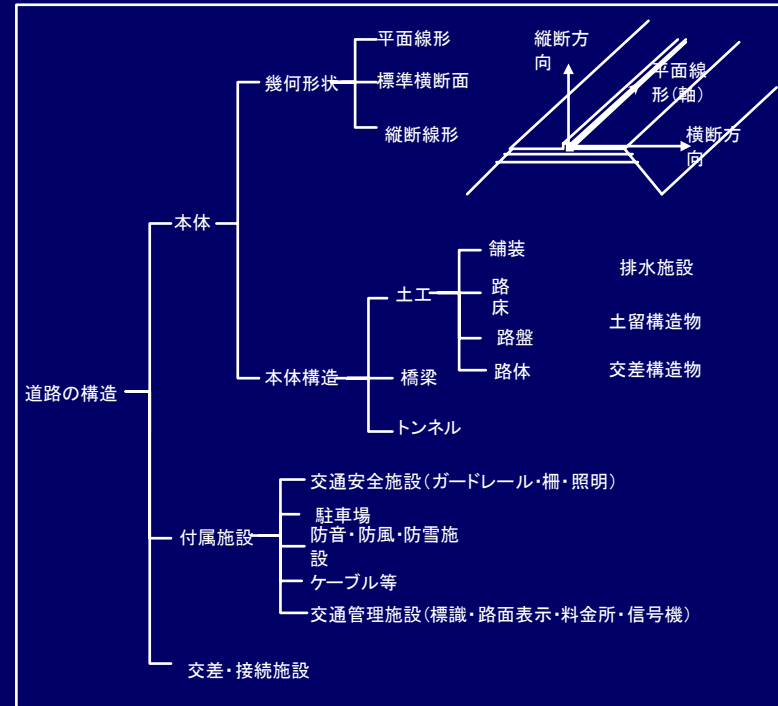 平面線形
幾何形状
標準横断面
縦断線形
縦断方
向
平面線
形(軸)
横断方
向
本体
舗装
土工
路
床
路盤
路体
排水施設
土留構造物
交差構造物
本体構造
橋梁
トンネル
道路の構造
交通安全施設(ガードレール・柵・照明)
駐車場
付属施設
防音・防風・防雪施
設
ケーブル等
交通管理施設(標識・路面表示・料金所・信号機)
交差・接続施設